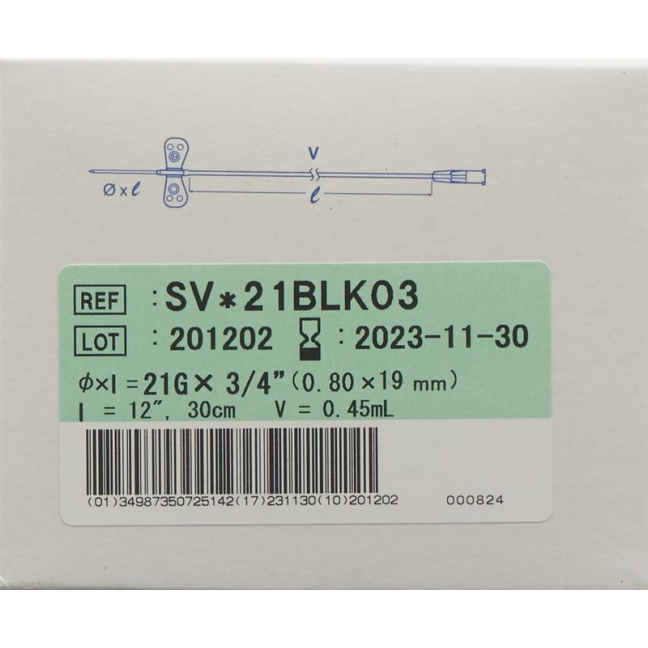 V
Ø x ℓ
ℓ
REF :SV*21BLK03
LOT :201202 :2023-11-30
φ×l=21G× 3/4"(0.80×19 mm)
l = 12", 30cm V = 0.45mL
(01)34987350725142(17)231130(10)201202 000824